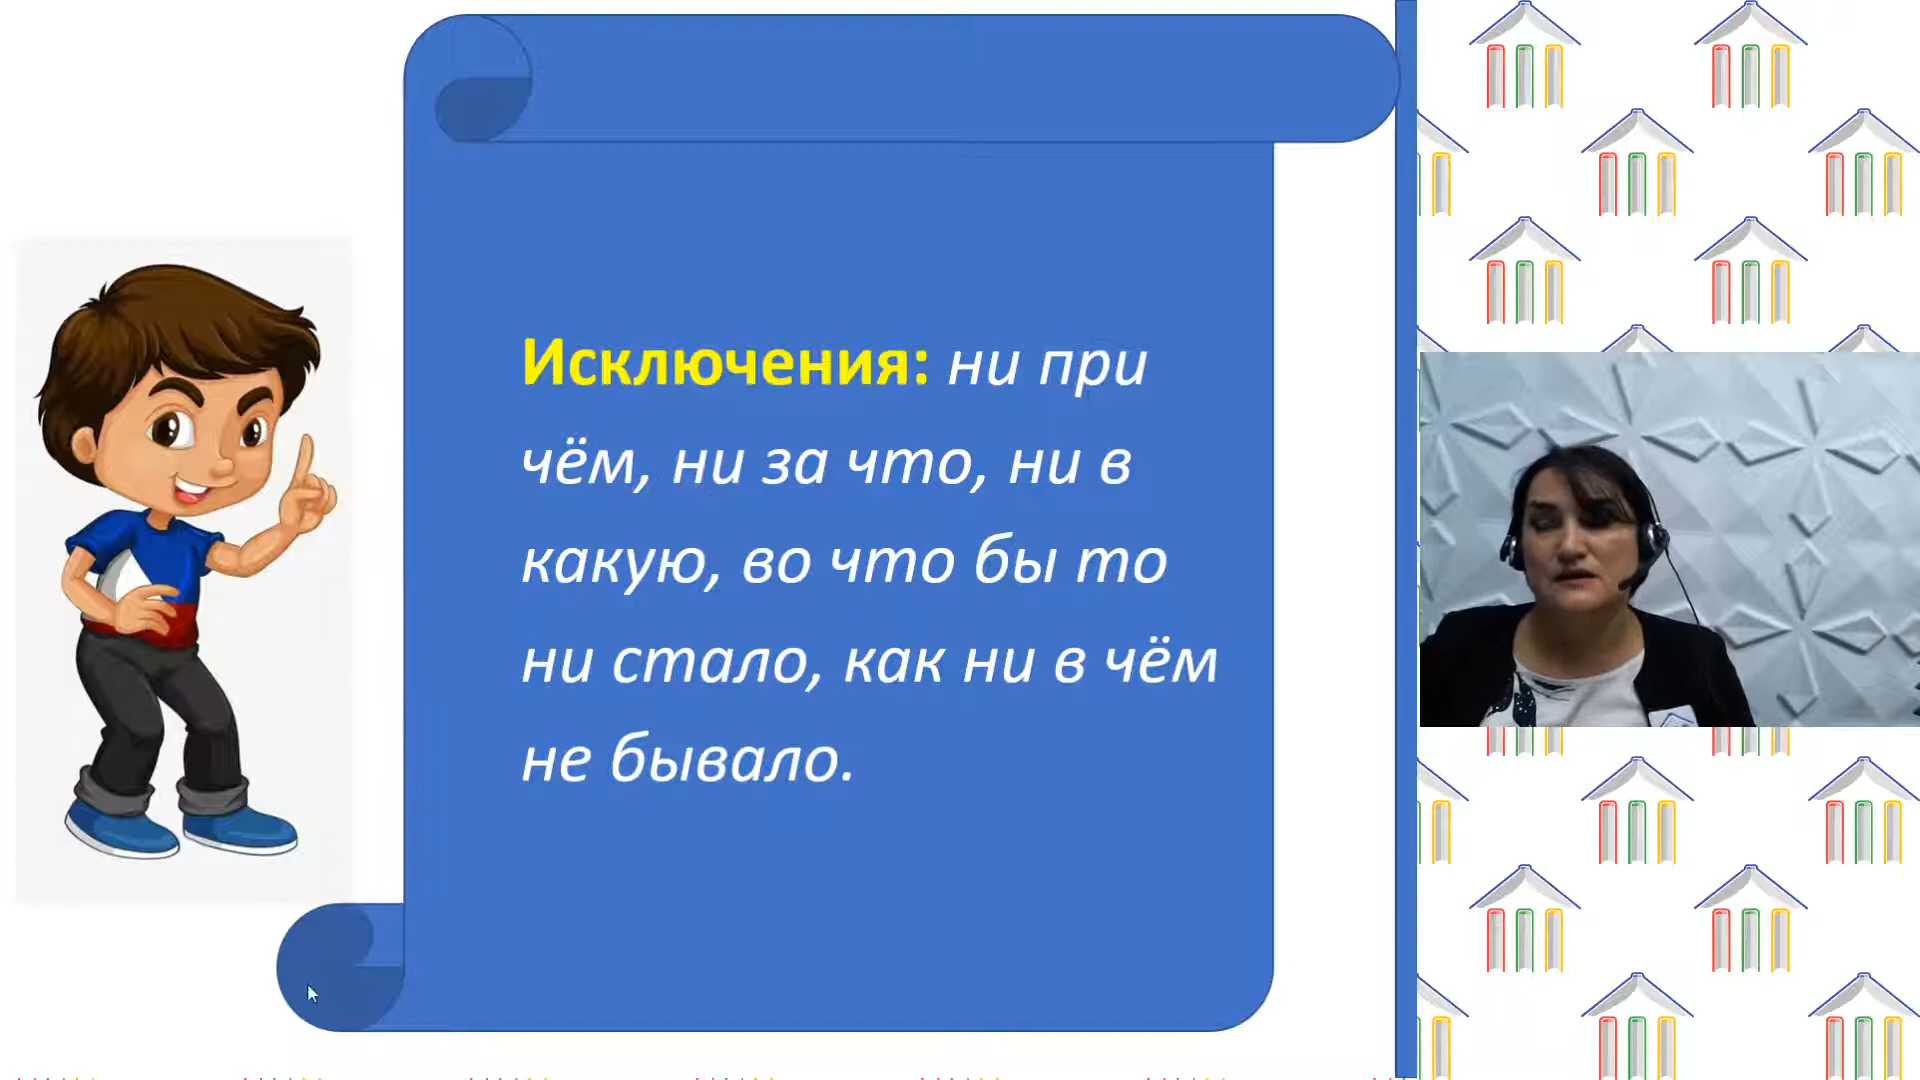 Исключения: ни при
чём, ни за что, ни в
какую, во что бы то
ни стало, как ни в чём
не бывало.